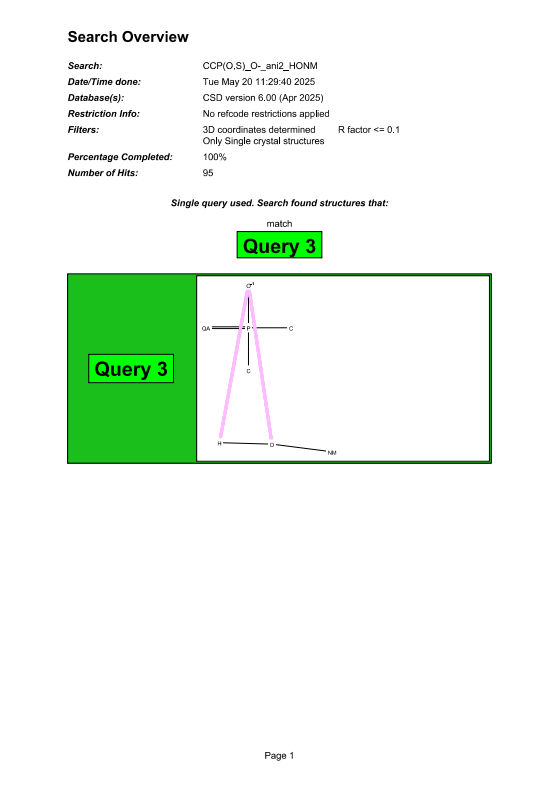 Search Overview
Search: CCP(O,S)_O-_ani2_HONM
Date/Time done: Tue May 20 11:29:40 2025
Database(s): CSD version 6.00 (Apr 2025)
Restriction Info: No refcode restrictions applied
Filters: 3D coordinates determined R factor <= 0.1
Only Single crystal structures
Percentage Completed: 100%
Number of Hits: 95
Single query used. Search found structures that:
match
Query 3
Query 3
QA P C
C
H O NM
Page 1